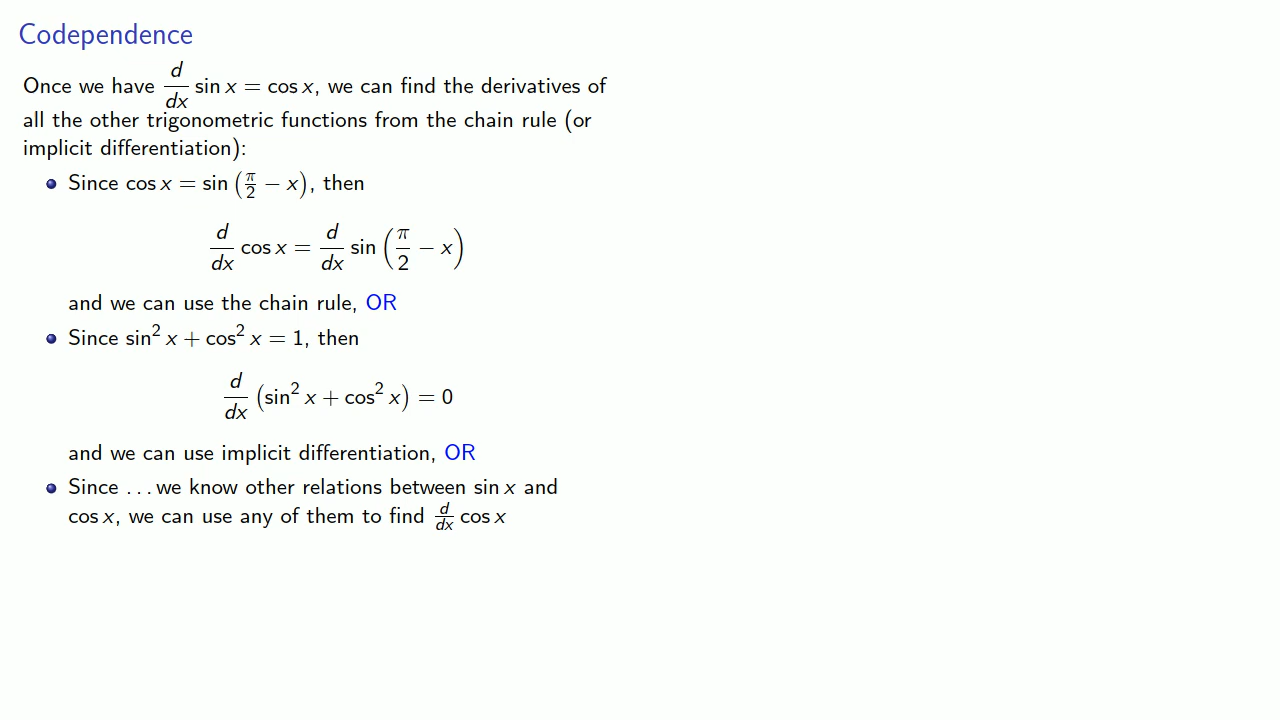 Codependence
Once we have d/dx sin x = cos x, we can find the derivatives of
all the other trigonometric functions from the chain rule (or
implicit differentiation):
• Since cos x = sin (π/2 − x), then
d/dx cos x = d/dx sin (π/2 − x)
and we can use the chain rule, OR
• Since sin² x + cos² x = 1, then
d/dx (sin² x + cos² x) = 0
and we can use implicit differentiation, OR
• Since . . . we know other relations between sin x and
cos x, we can use any of them to find d/dx cos x